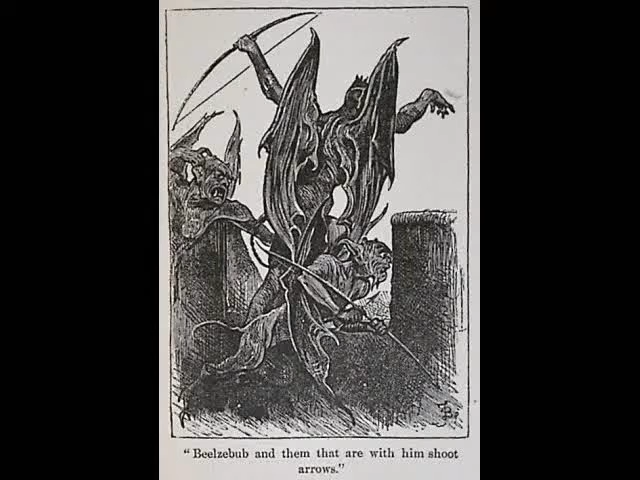 “Beelzebub and them that are with him shoot
arrows.”